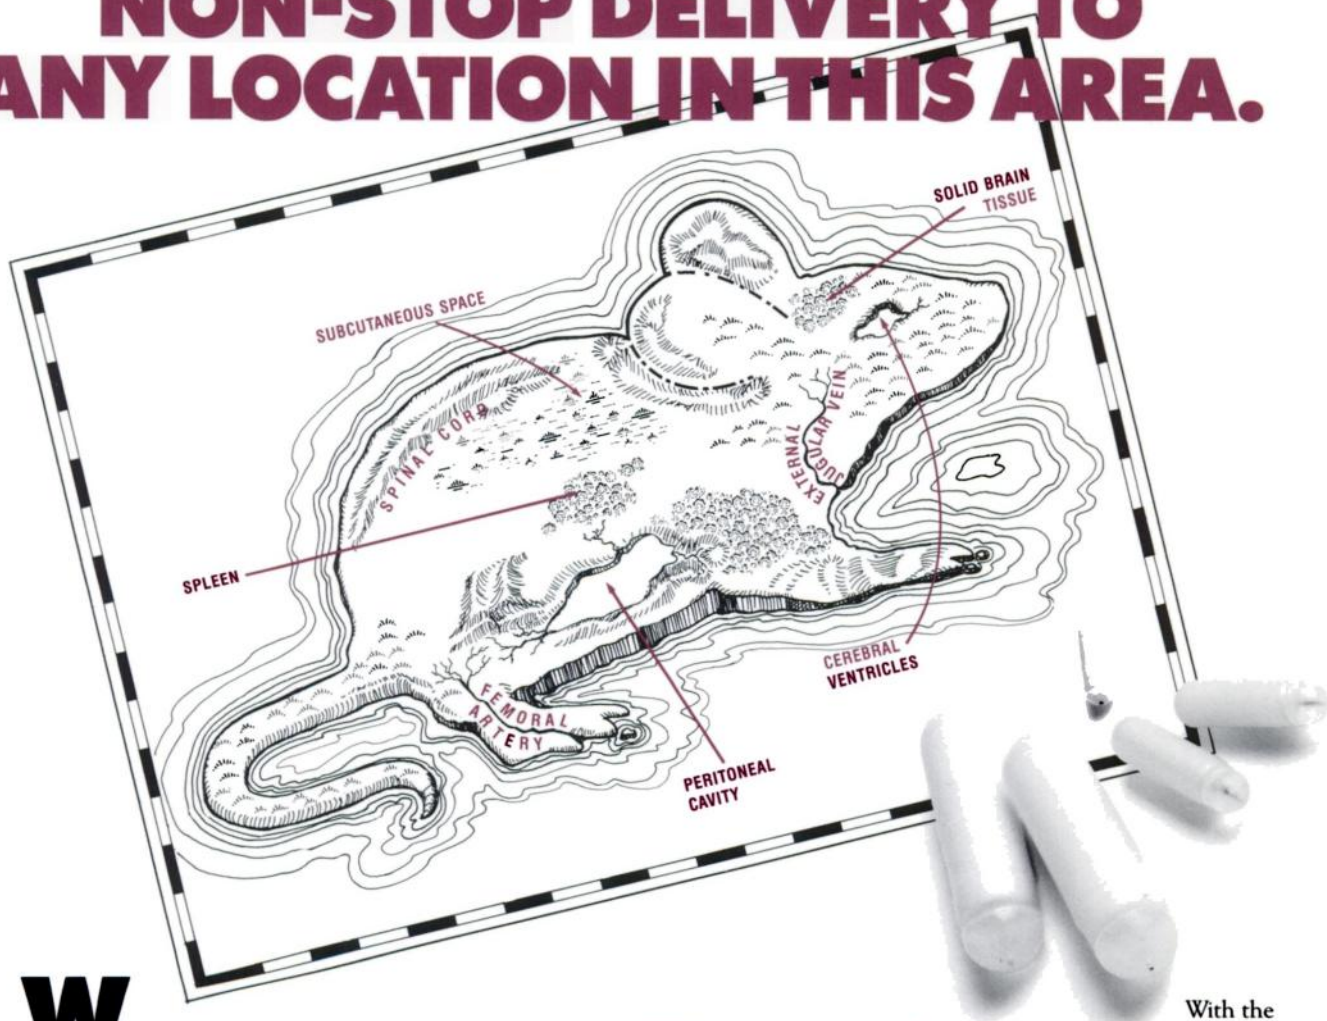 NON-STOP DELIVERY TO
ANY LOCATION IN THIS AREA.
SOLID BRAIN
TISSUE
SUBCUTANEOUS SPACE
SPINAL CORD
EXTERNAL
JUGULAR VEIN
SPLEEN
CEREBRAL
VENTRICLES
FEMORAL
ARTERY
PERITONEAL
CAVITY
W
With the